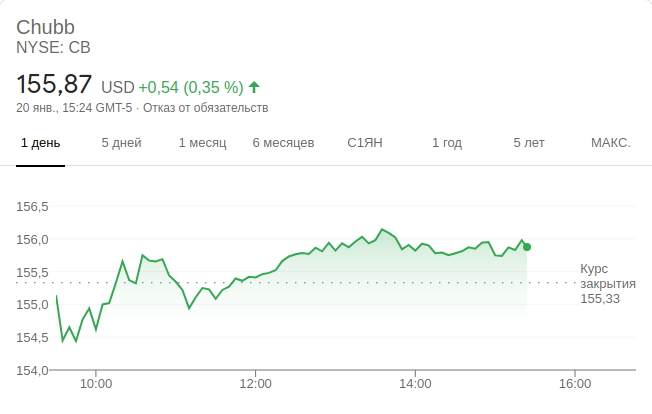 Chubb
NYSE: CB
155,87 USD +0,54 (0,35 %)
20 янв., 15:24 GMT-5 · Отказ от обязательств
1 день 5 дней 1 месяц 6 месяцев С1ЯН 1 год 5 лет МАКС.
156,5
156,0
155,5
155,0
154,5
154,0
Курс
закрытия
155,33
10:00 12:00 14:00 16:00